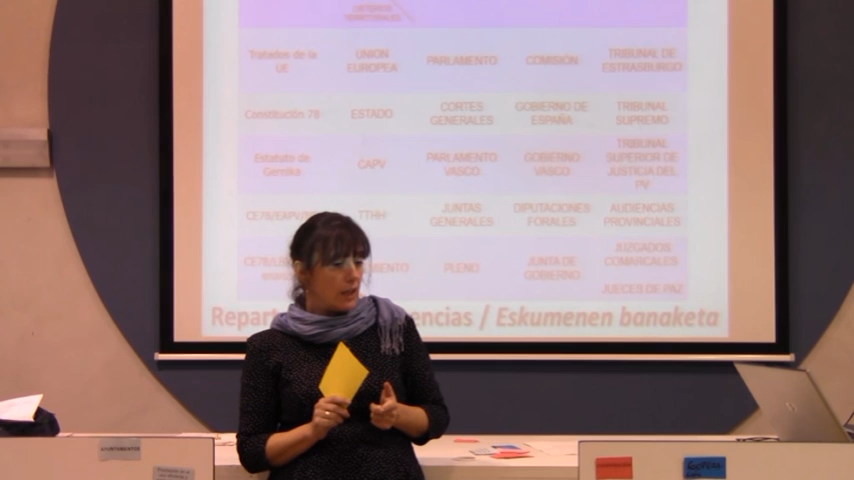 Tratados de la
UE
UNION
EUROPEA
PARLAMENTO
COMISIÓN
TRIBUNAL DE
ESTRASBURGO
Constitución 78
ESTADO
CORTES
GENERALES
GOBIERNO DE
ESPAÑA
TRIBUNAL
SUPREMO
Estatuto de
Gernika
CAPV
PARLAMENTO
VASCO
GOBIERNO
VASCO
TRIBUNAL
SUPERIOR DE
JUSTICIA DEL
PV
TTHH
JUNTAS
GENERALES
DIPUTACIONES
FORALES
AUDIENCIAS
PROVINCIALES
PLENO
JUNTA DE
GOBIERNO
JUZGADOS
COMARCALES
JUECES DE PAZ
/ Eskumenen banaketa
AYUNTAMIENTOS